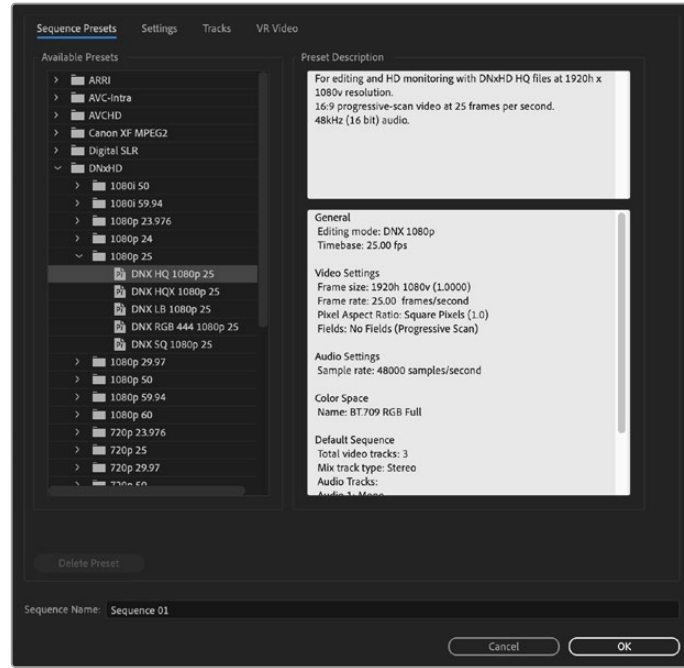 Sequence Presets
Settings
Tracks
VR Video
Available Presets
ARRI
AVC-Intra
AVCHD
Canon XF MPEG2
Digital SLR
DNxHD
1080i 50
1080i 59.94
1080p 23.976
1080p 24
1080p 25
DNX HQ 1080p 25
DNX HQX 1080p 25
DNX LB 1080p 25
DNX RGB 444 1080p 25
DNX SQ 1080p 25
1080p 29.97
1080p 50
1080p 59.94
1080p 60
720p 23.976
720p 25
720p 29.97
720p 50
Preset Description
For editing and HD monitoring with DNxHD HQ files at 1920h x
1080v resolution.
16:9 progressive-scan video at 25 frames per second.
48kHz (16 bit) audio.
General
Editing mode: DNX 1080p
Timebase: 25.00 fps
Video Settings
Frame size: 1920h 1080v (1.0000)
Frame rate: 25.00 frames/second
Pixel Aspect Ratio: Square Pixels (1.0)
Fields: No Fields (Progressive Scan)
Audio Settings
Sample rate: 48000 samples/second
Color Space
Name: BT.709 RGB Full
Default Sequence
Total video tracks: 3
Mix track type: Stereo
Audio Tracks:
Audio 1: Mono
Delete Preset
Sequence Name: Sequence 01
Cancel
OK